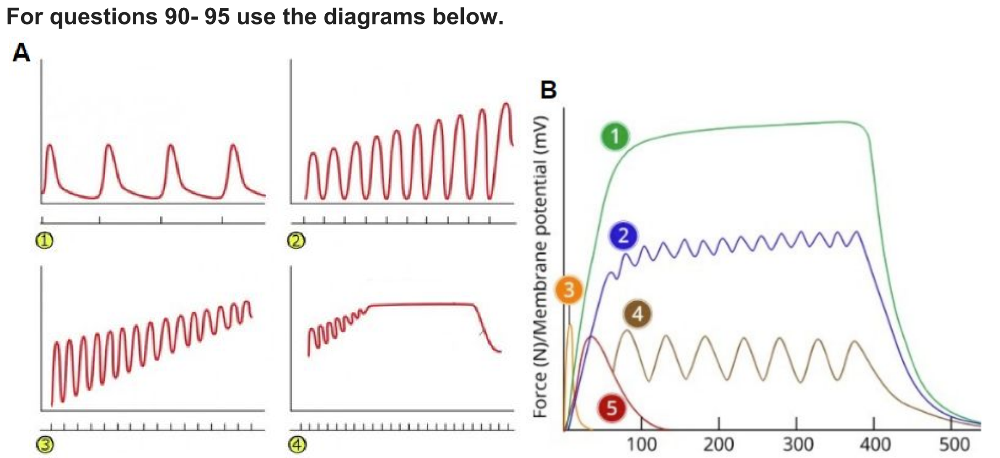 For questions 90- 95 use the diagrams below.
A
1
2
3
4
B
Force (N)/Membrane potential (mV)
1
2
3
4
5
100 200 300 400 500